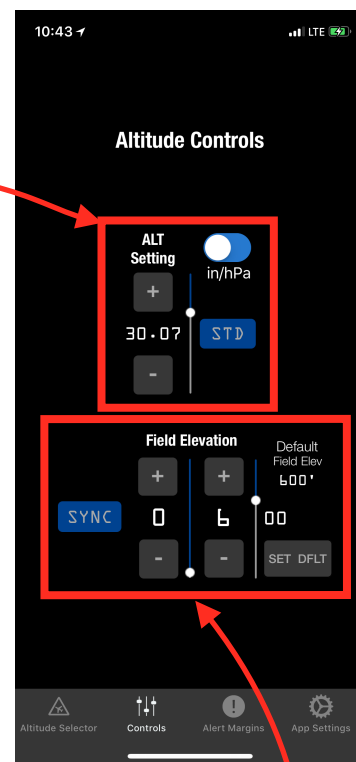 10:43 LTE
Altitude Controls
ALT
Setting
in/hPa
+
30.07 STD
-
Field Elevation
Default
Field Elev
600'
+ +
SYNC 0 6 00
- - SET DFLT
Altitude Selector Controls Alert Margins App Settings